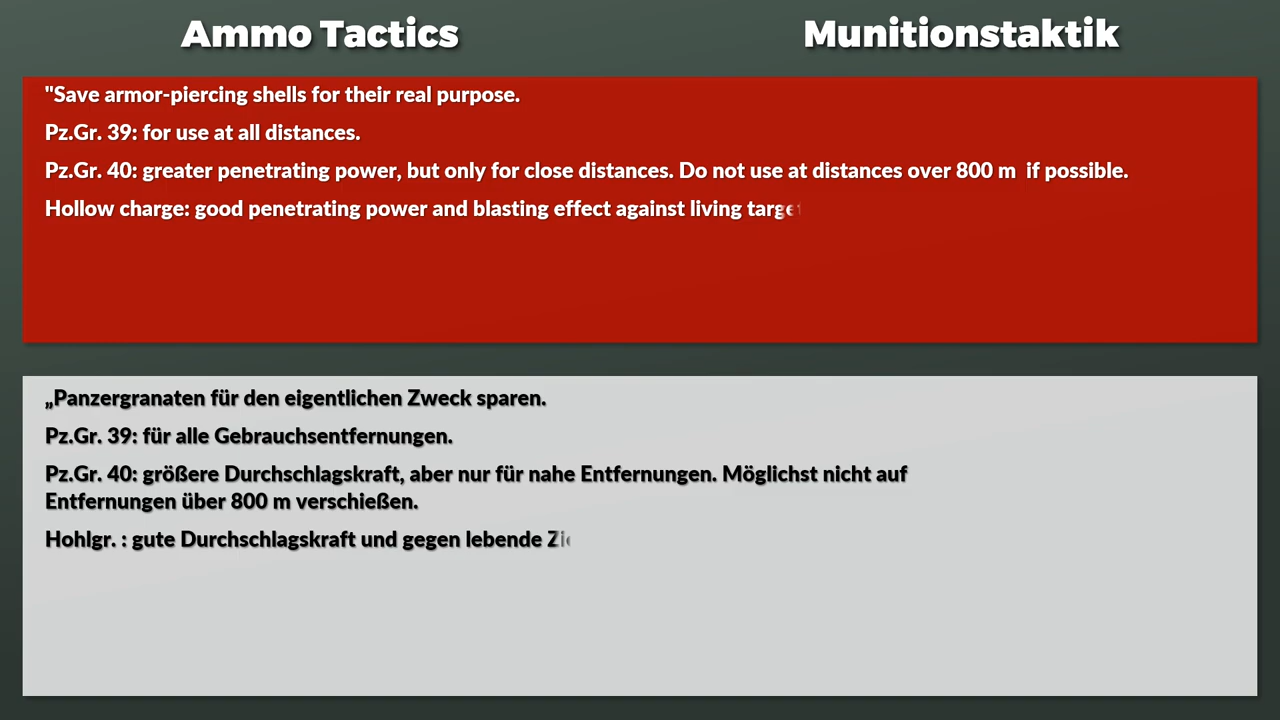 Ammo Tactics
Munitionstaktik
"Save armor-piercing shells for their real purpose.
Pz.Gr. 39: for use at all distances.
Pz.Gr. 40: greater penetrating power, but only for close distances. Do not use at distances over 800 m  if possible.
Hollow charge: good penetrating power and blasting effect against living
„Panzergranaten für den eigentlichen Zweck sparen.
Pz.Gr. 39: für alle Gebrauchsentfernungen.
Pz.Gr. 40: größere Durchschlagskraft, aber nur für nahe Entfernungen. Möglichst nicht auf
Entfernungen über 800 m verschießen.
Hohlgr. : gute Durchschlagskraft und gegen lebende